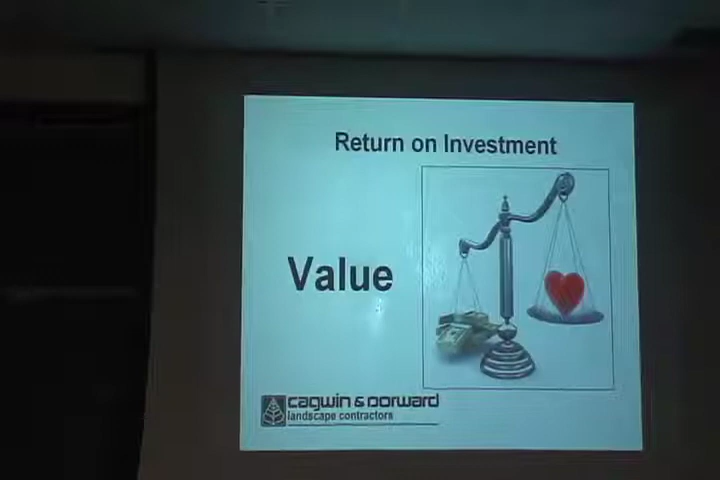 Return on Investment
Value
cagwin & dorward
landscape contractors